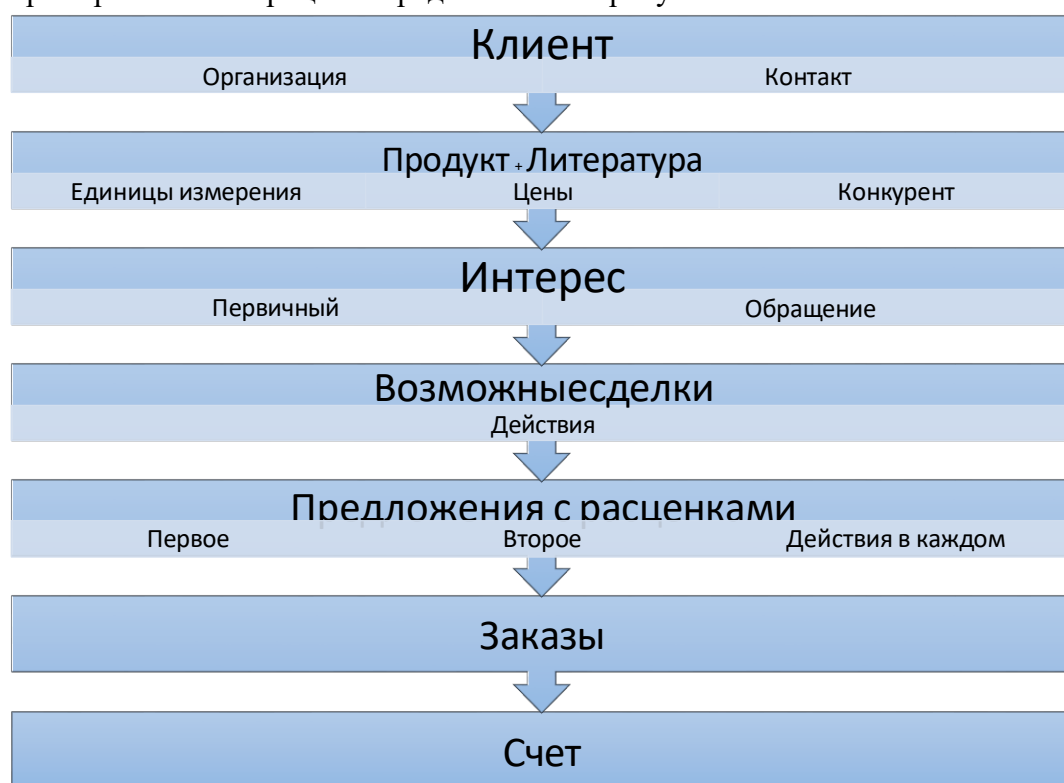 Клиент
Организация Контакт
Продукт + Литература
Единицы измерения Цены Конкурент
Интерес
Первичный Обращение
Возможныесделки
Действия
Предложения с расценками
Первое Второе Действия в каждом
Заказы
Счет